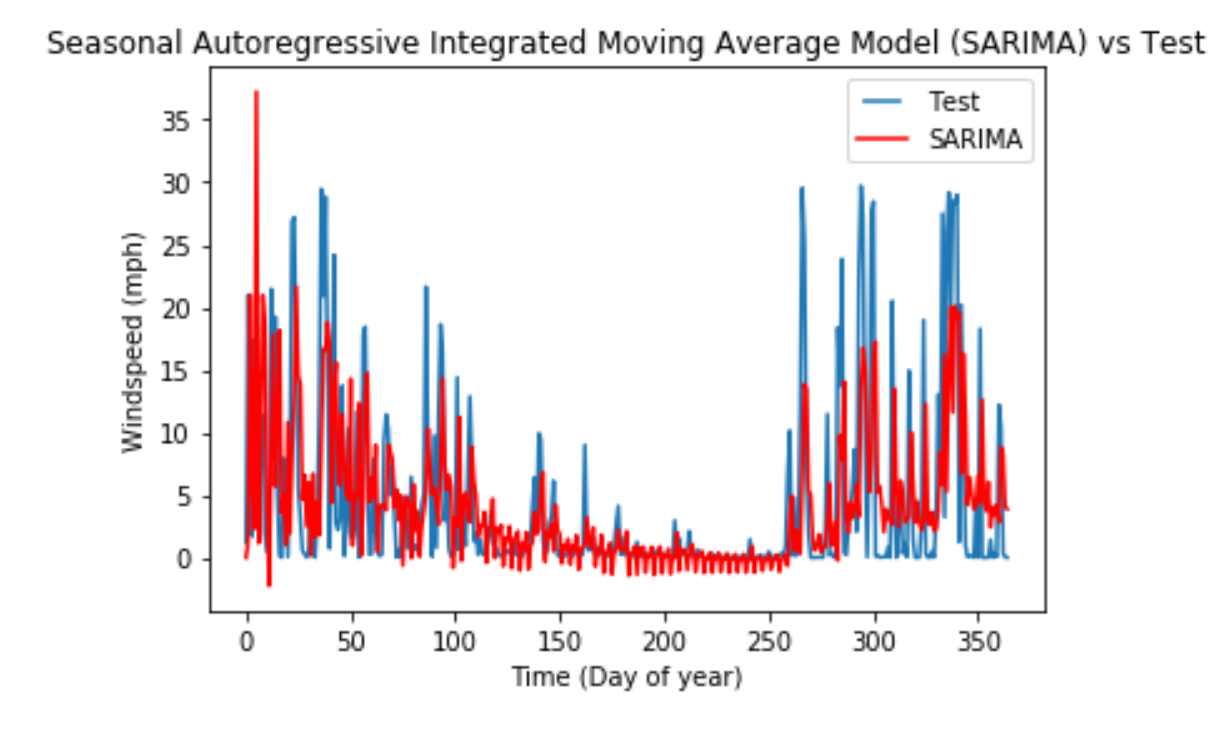 Seasonal Autoregressive Integrated Moving Average Model (SARIMA) vs Test
Test
SARIMA
35
30
25
20
15
10
5
0
Windspeed (mph)
0 50 100 150 200 250 300 350
Time (Day of year)